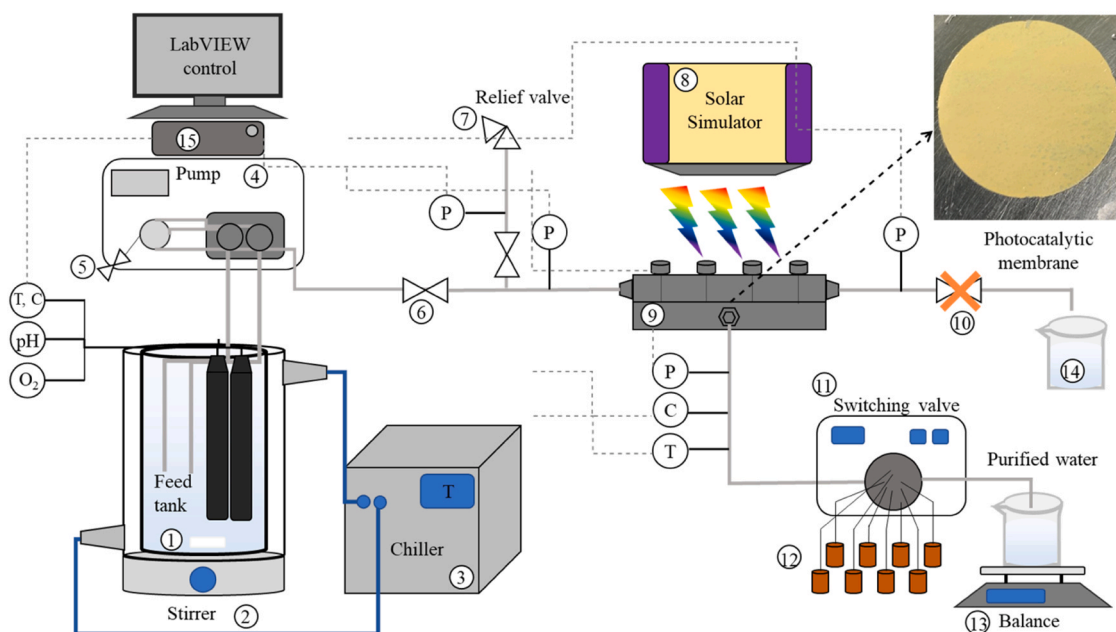 LabVIEW
control
15
Pump
4
5
T, C
pH
O2
Feed
tank
1
Stirrer
2
T
Chiller
3
Relief valve
7
P
P
6
8
Solar
Simulator
9
P
C
T
P
10
Photocatalytic
membrane
14
11
Switching valve
Purified water
12
13
Balance